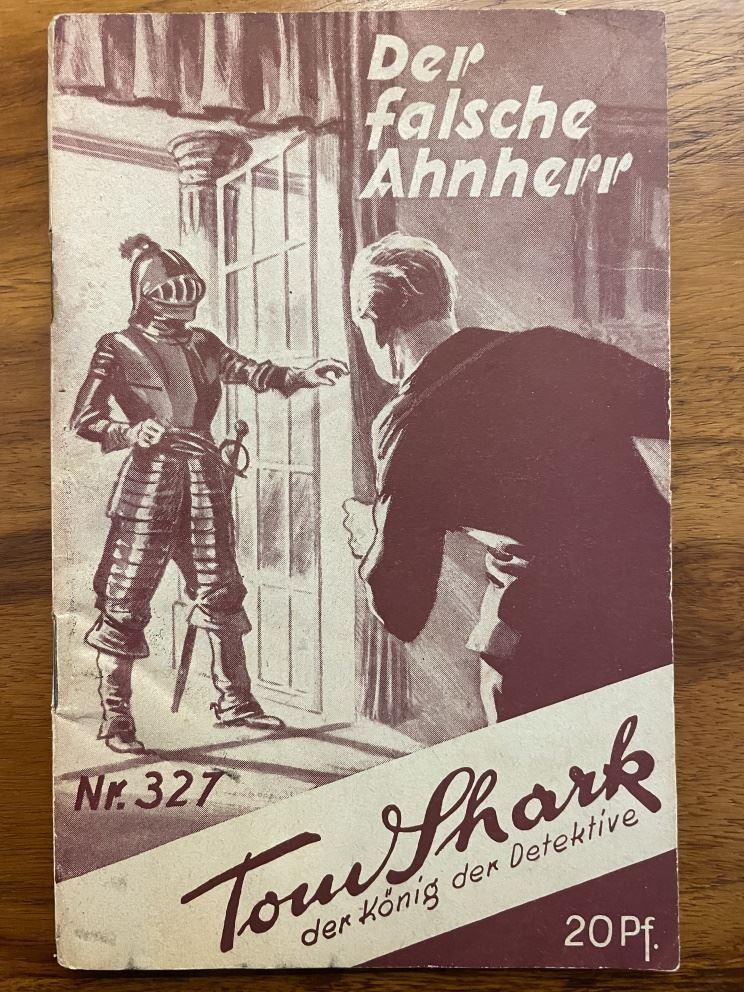 Der
falsche
Ahnherr
Nr. 327
Tom Shark
der König der Detektive
20 Pf.